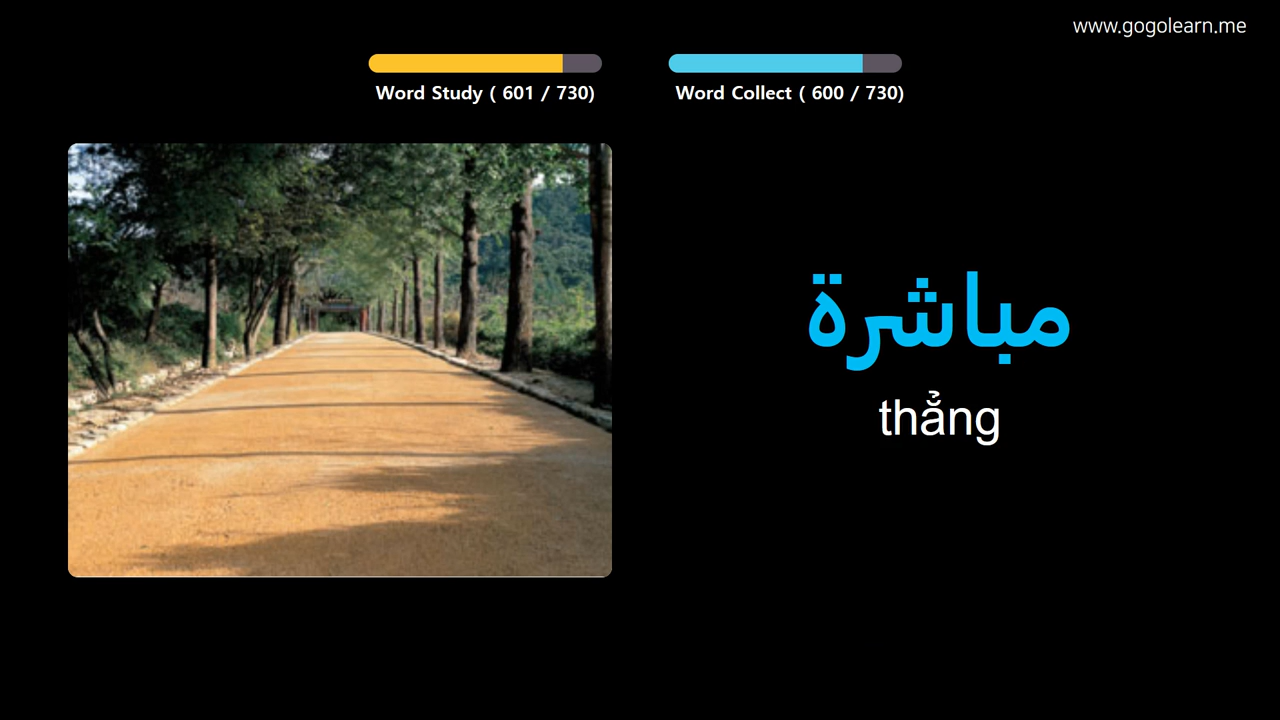 www.gogolearn.me
Word Study ( 601 / 730)
Word Collect ( 600 / 730)
مباشرة
thẳng